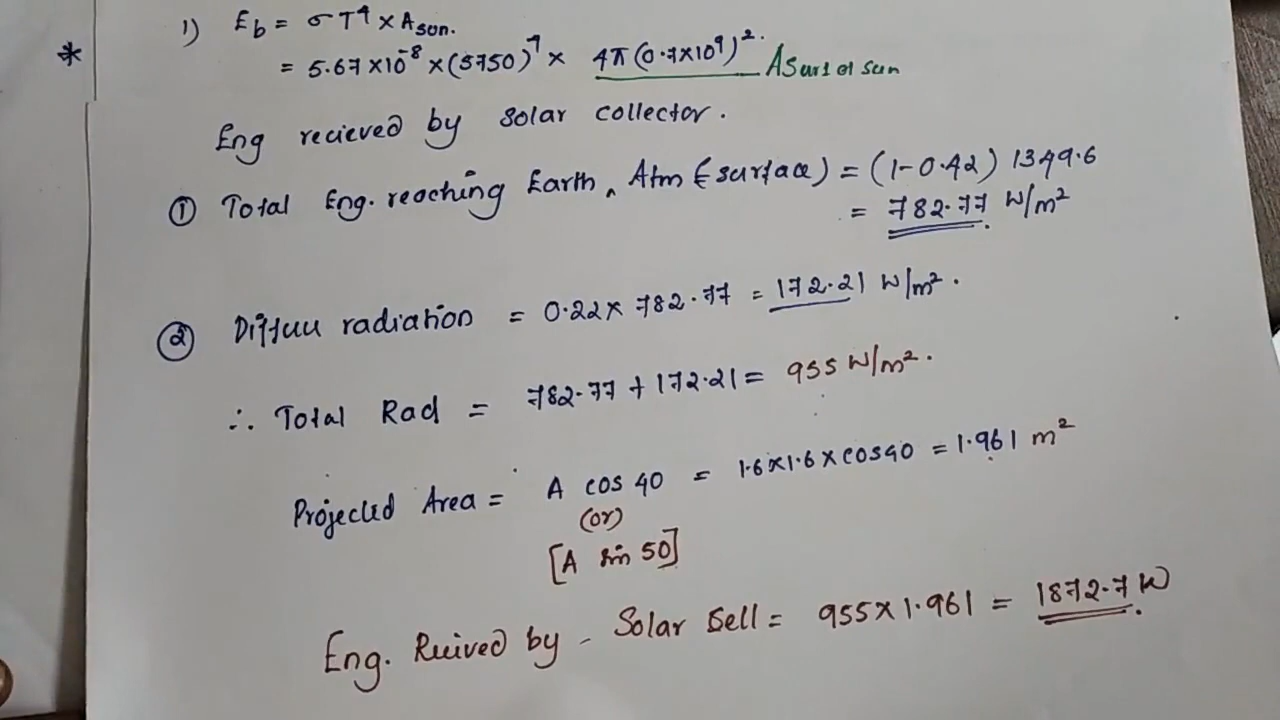 1) Eb = σT⁴ × Asun.
*
= 5.67 ×10⁻⁸ × (5750)⁴ × 4π (0.7×10⁹)². Asurf of sun
Eng recieved by solar collector.
① Total Eng. reaching Earth, Atm (surface) = (1-0.42) 1349.6
= 782.77 W/m²
② Diffuu radiation = 0.22× 782.77 = 172.21 W/m².
∴ Total Rad = 782.77 + 172.21 = 955 W/m².
Projected Area = A cos 40 = 1.6×1.6×cos40 = 1.961 m²
(or)
[A sin 50]
Eng. Reiived by - Solar Sell = 955×1.961 = 1872.7 W.